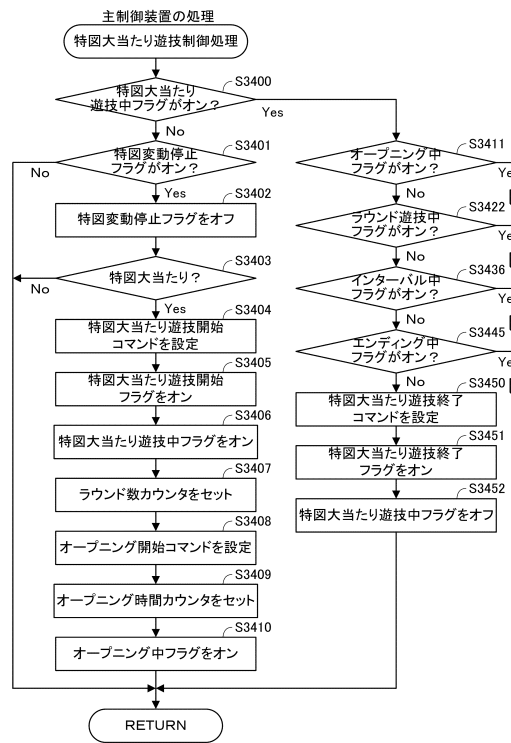 主制御装置の処理
特図大当たり遊技制御処理
S3400
特図大当たり
遊技中フラグがオン?
Yes
No
S3401
特図変動停止
フラグがオン?
No
Yes
S3402
特図変動停止フラグをオフ
S3403
特図大当たり?
No
Yes
S3404
特図大当たり遊技開始
コマンドを設定
S3405
特図大当たり遊技開始
フラグをオン
S3406
特図大当たり遊技中フラグをオン
S3407
ラウンド数カウンタをセット
S3408
オープニング開始コマンドを設定
S3409
オープニング時間カウンタをセット
S3410
オープニング中フラグをオン
RETURN
S3411
オープニング中
フラグがオン?
No
S3422
ラウンド遊技中
フラグがオン?
No
S3436
インターバル中
フラグがオン?
No
S3445
エンディング中
フラグがオン?
No
S3450
特図大当たり遊技終了
コマンドを設定
S3451
特図大当たり遊技終了
フラグをオン
S3452
特図大当たり遊技中フラグをオフ